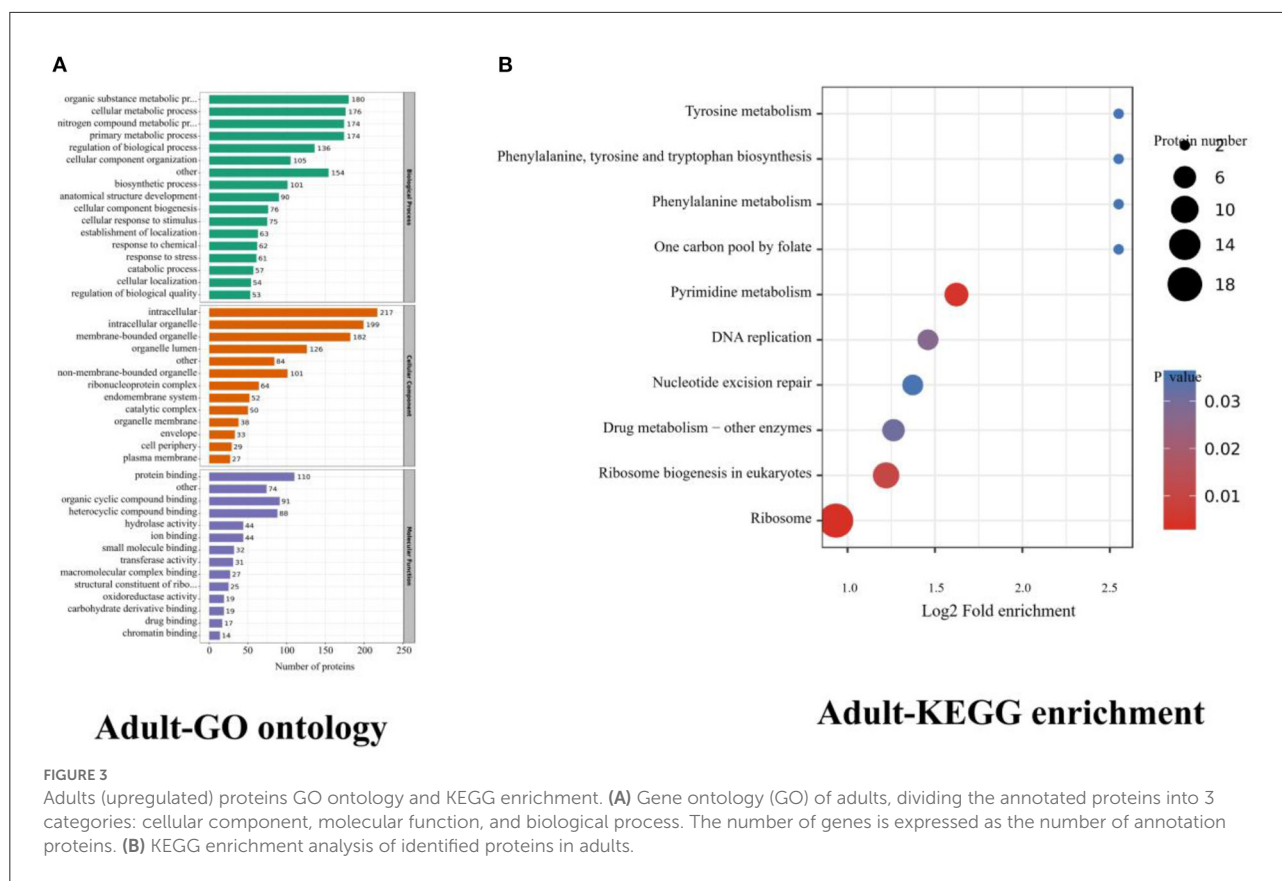 A
organic substance metabolic pr... 180
cellular metabolic process 176
nitrogen compound metabolic pr... 174
primary metabolic process 174
regulation of biological process 136
cellular component organization 105
other 154
biosynthetic process 101
anatomical structure development 90
cellular component biogenesis 76
cellular response to stimulus 75
establishment of localization 63
response to chemical 62
response to stress 61
catabolic process 57
cellular localization 54
regulation of biological quality 53
Biological Process
intracellular 217
intracellular organelle 199
membrane-bounded organelle 182
organelle lumen 126
other 84
non-membrane-bounded organelle 101
ribonucleoprotein complex 64
endomembrane system 52
catalytic complex 50
organelle membrane 38
envelope 33
cell periphery 29
plasma membrane 27
Cellular Component
protein binding 110
other 74
organic cyclic compound binding 91
heterocyclic compound binding 88
hydrolase activity 44
ion binding 44
small molecule binding 32
transferase activity 31
macromolecular complex binding 27
structural constituent of ribo... 25
oxidoreductase activity 19
carbohydrate derivative binding 19
drug binding 17
chromatin binding 14
Molecular Function
0 50 100 150 200 250
Number of proteins
Adult-GO ontology
B
Tyrosine metabolism
Phenylalanine, tyrosine and tryptophan biosynthesis
Phenylalanine metabolism
One carbon pool by folate
Pyrimidine metabolism
DNA replication
Nucleotide excision repair
Drug metabolism − other enzymes
Ribosome biogenesis in eukaryotes
Ribosome
1.0 1.5 2.0 2.5
Log2 Fold enrichment
Protein number
2
6
10
14
18
P value
0.03
0.02
0.01
Adult-KEGG enrichment
FIGURE 3
Adults (upregulated) proteins GO ontology and KEGG enrichment. (A) Gene ontology (GO) of adults, dividing the annotated proteins into 3
categories: cellular component, molecular function, and biological process. The number of genes is expressed as the number of annotation
proteins. (B) KEGG enrichment analysis of identified proteins in adults.